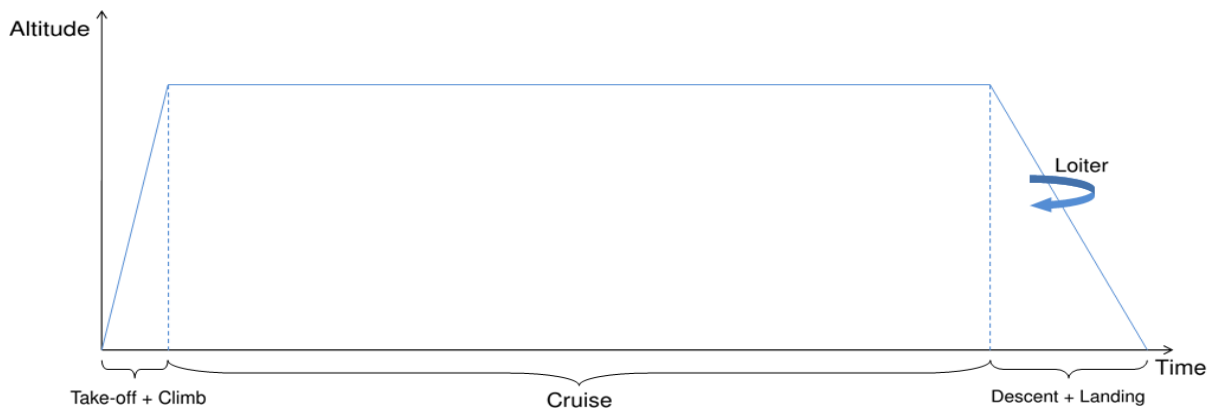 Altitude
Loiter
Time
Take-off + Climb
Cruise
Descent + Landing